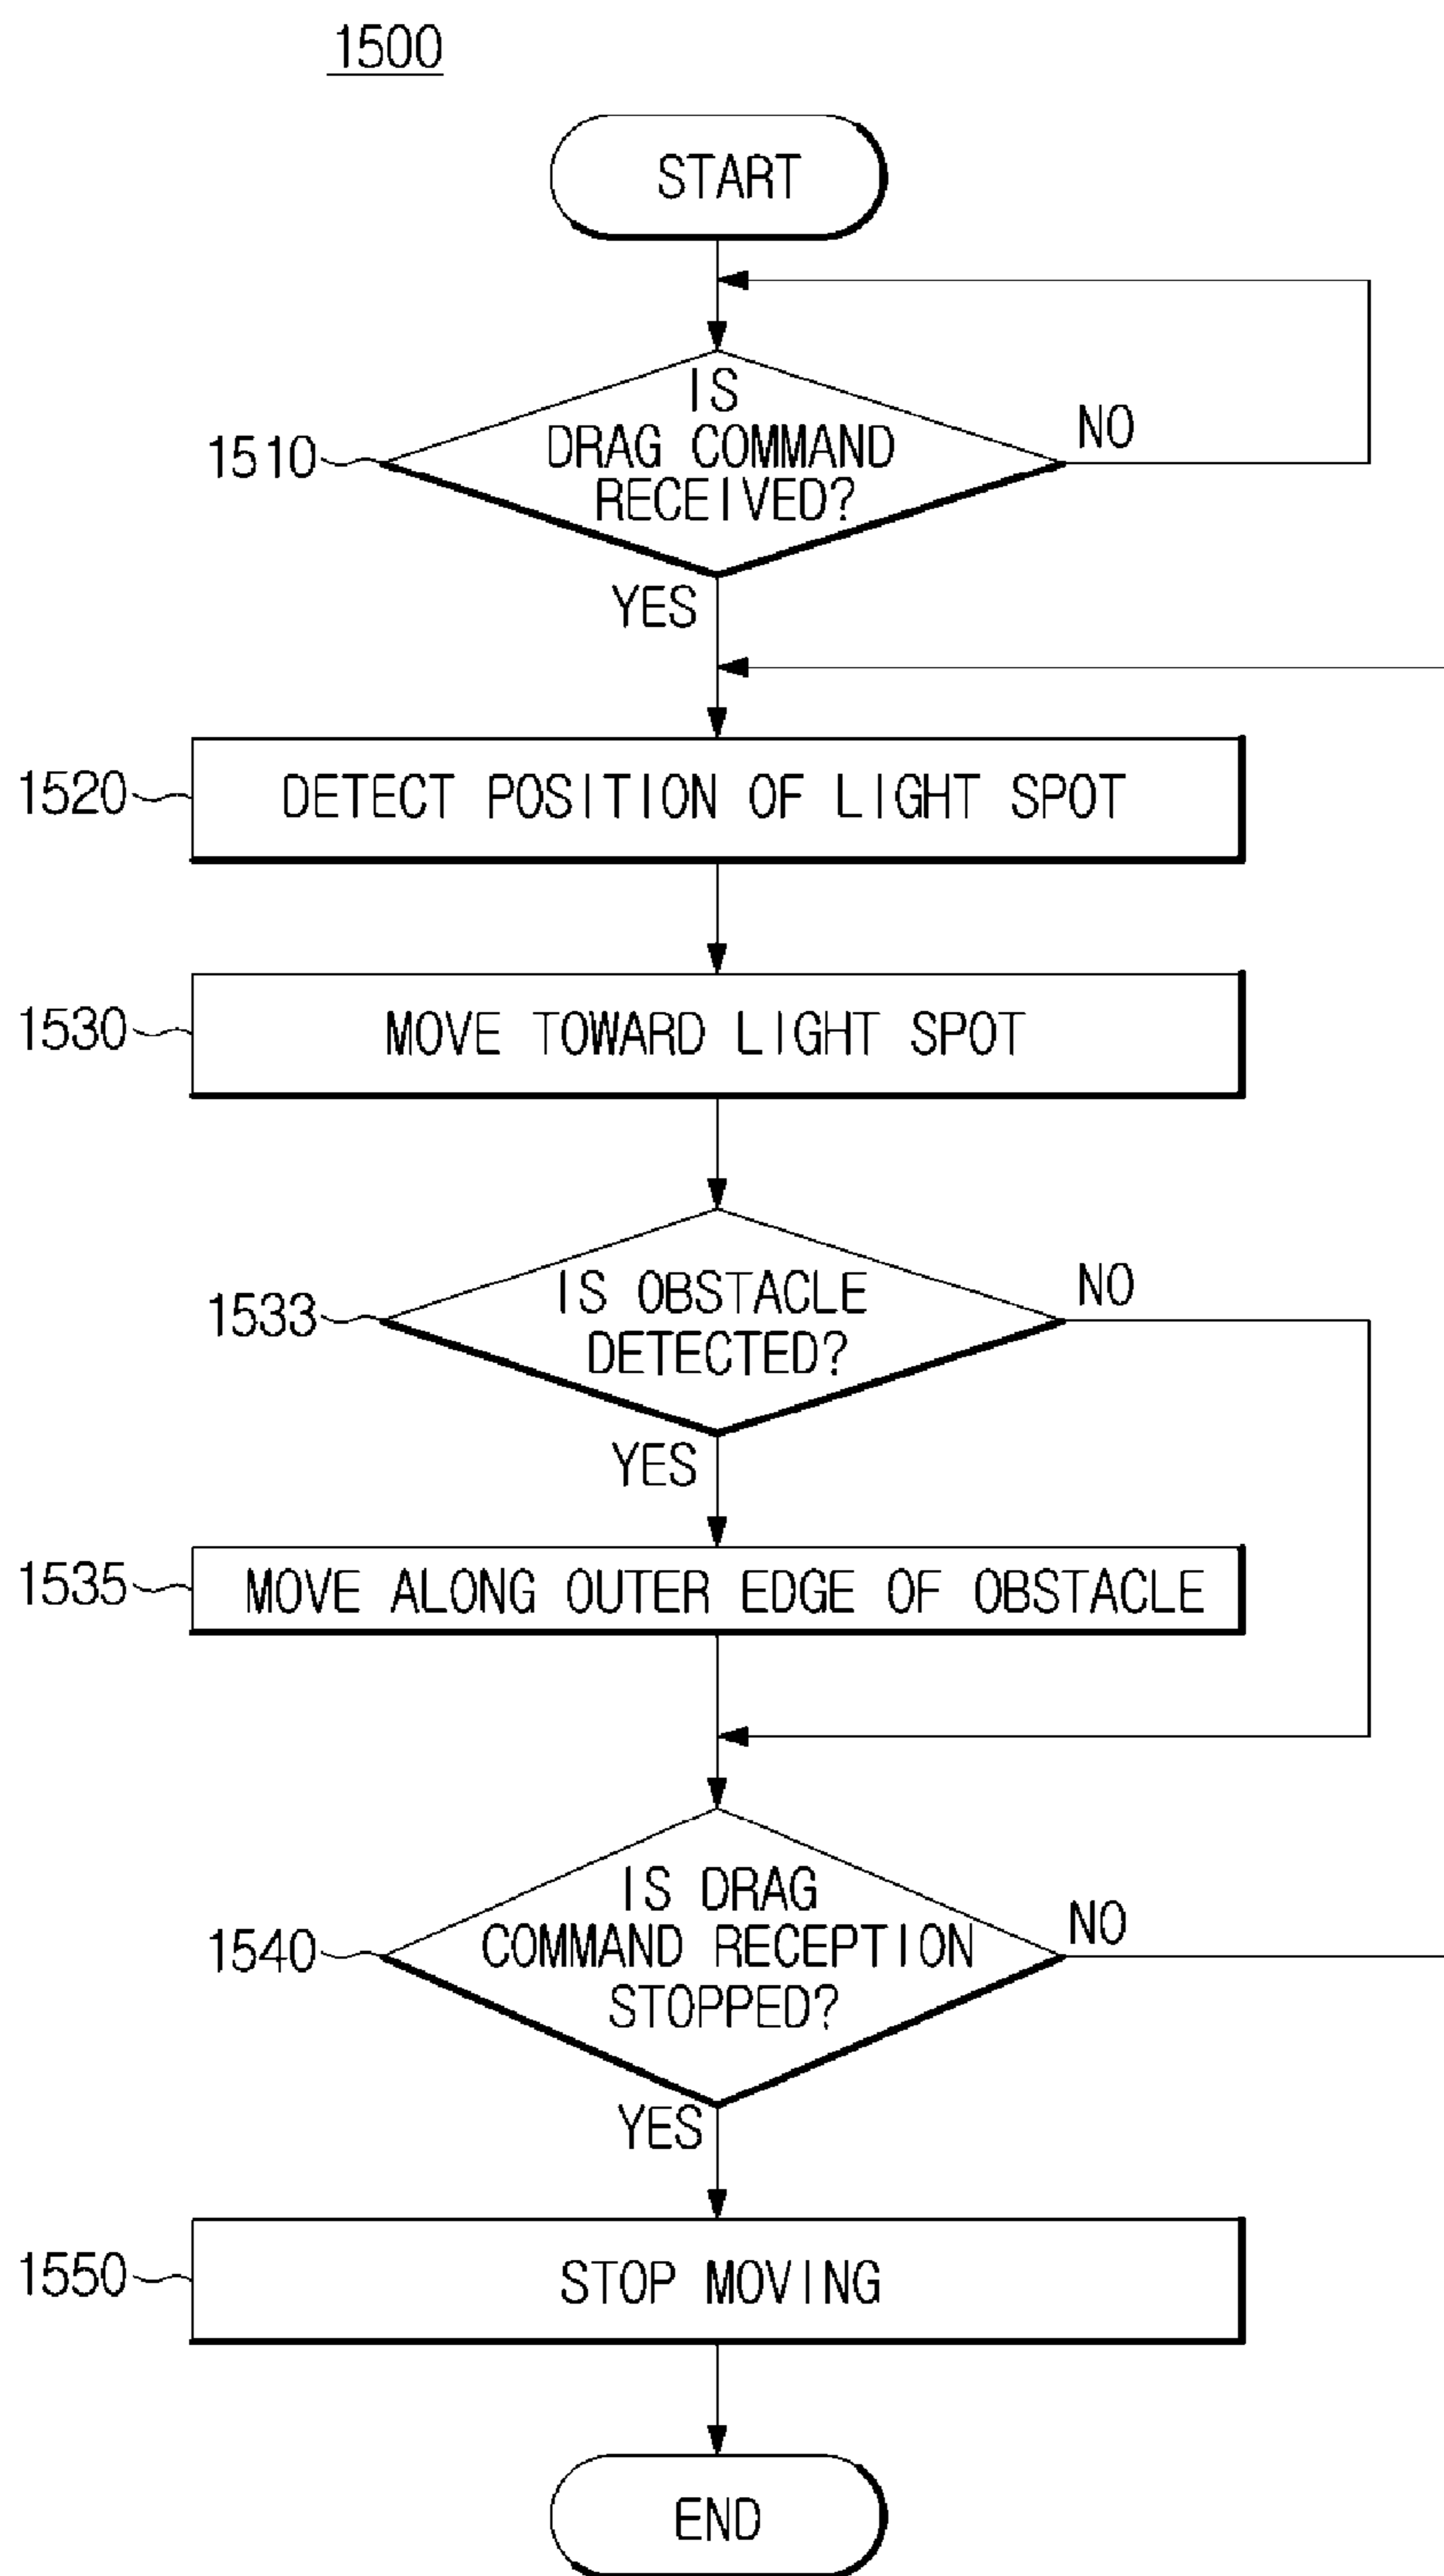 1500
START
1510
IS
DRAG COMMAND
RECEIVED?
NO
YES
1520
DETECT POSITION OF LIGHT SPOT
1530
MOVE TOWARD LIGHT SPOT
1533
IS OBSTACLE
DETECTED?
NO
YES
1535
MOVE ALONG OUTER EDGE OF OBSTACLE
1540
IS DRAG
COMMAND RECEPTION
STOPPED?
NO
YES
1550
STOP MOVING
END